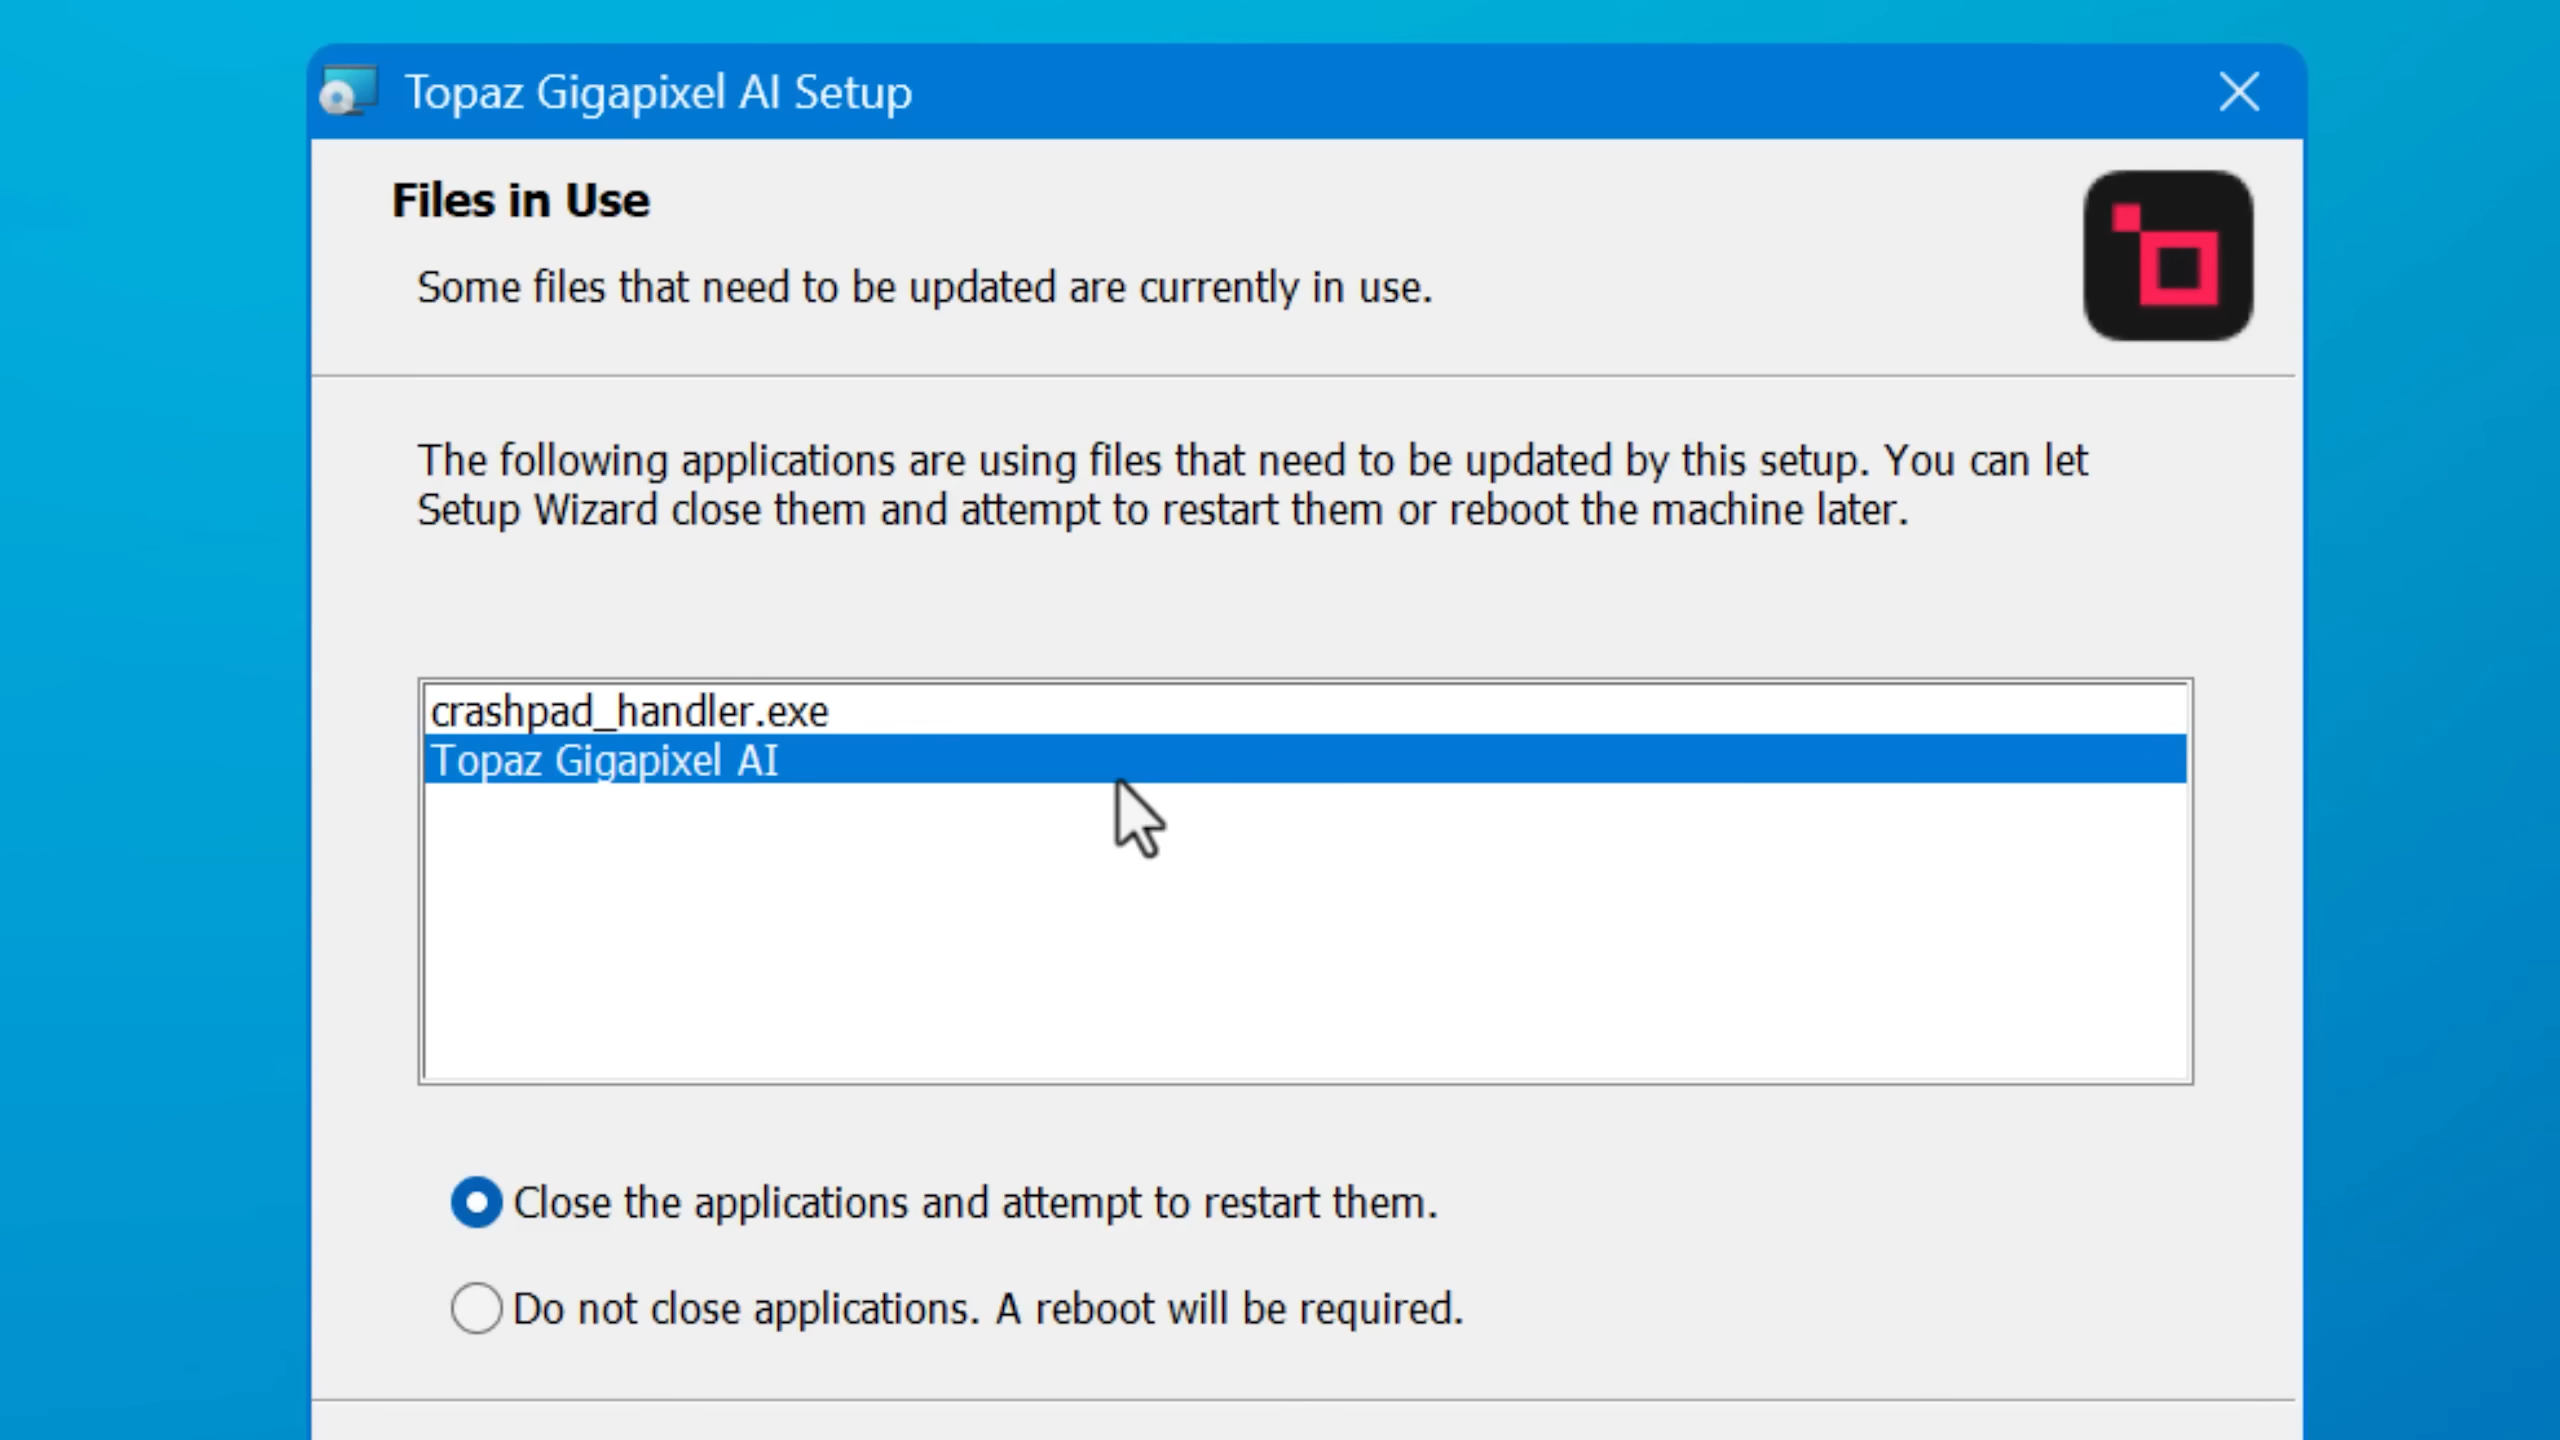 Topaz Gigapixel AI Setup
Files in Use
Some files that need to be updated are currently in use.
The following applications are using files that need to be updated by this setup. You can let
Setup Wizard close them and attempt to restart them or reboot the machine later.
crashpad_handler.exe
Topaz Gigapixel AI
Close the applications and attempt to restart them.
Do not close applications. A reboot will be required.